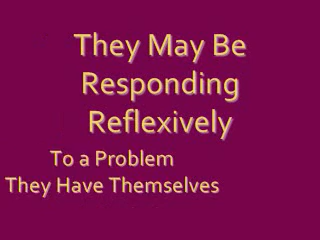 They May Be
Responding
Reflexively
To a Problem
They Have Themselves